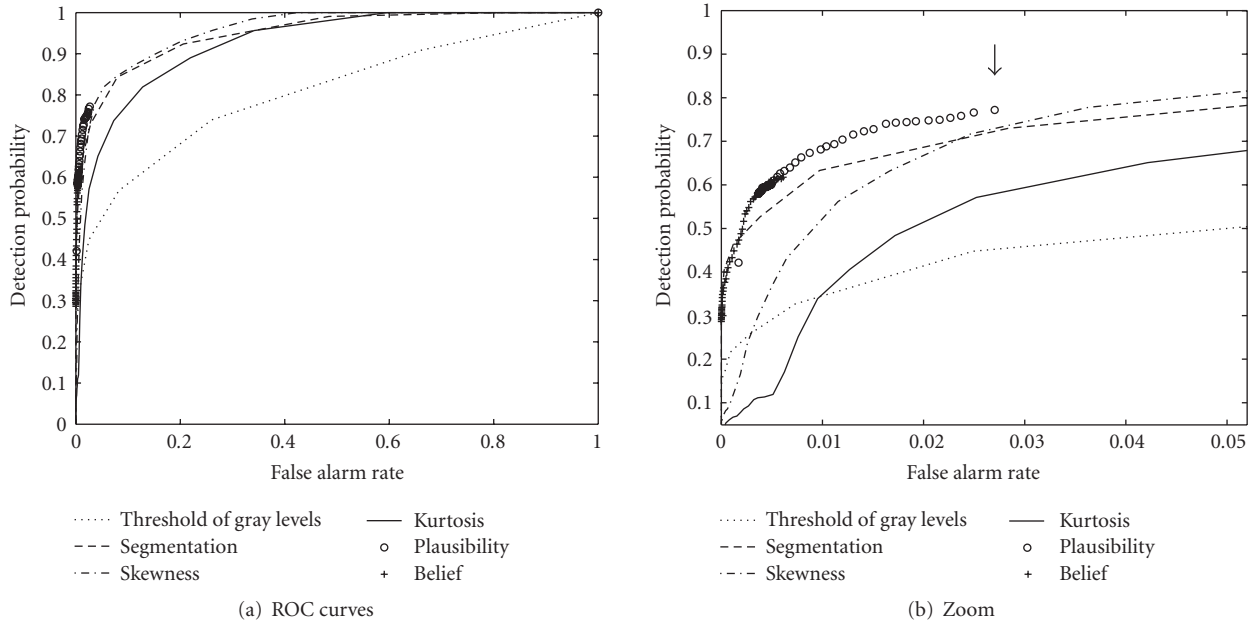 1
0.9
0.8
0.7
0.6
0.5
0.4
0.3
0.2
0.1
0
Detection probability
0 0.2 0.4 0.6 0.8 1
False alarm rate
Threshold of gray levels
Segmentation
Skewness
Kurtosis
Plausibility
Belief
(a) ROC curves
1
0.9
0.8
0.7
0.6
0.5
0.4
0.3
0.2
0.1
Detection probability
0 0.01 0.02 0.03 0.04 0.05
False alarm rate
Threshold of gray levels
Segmentation
Skewness
Kurtosis
Plausibility
Belief
(b) Zoom